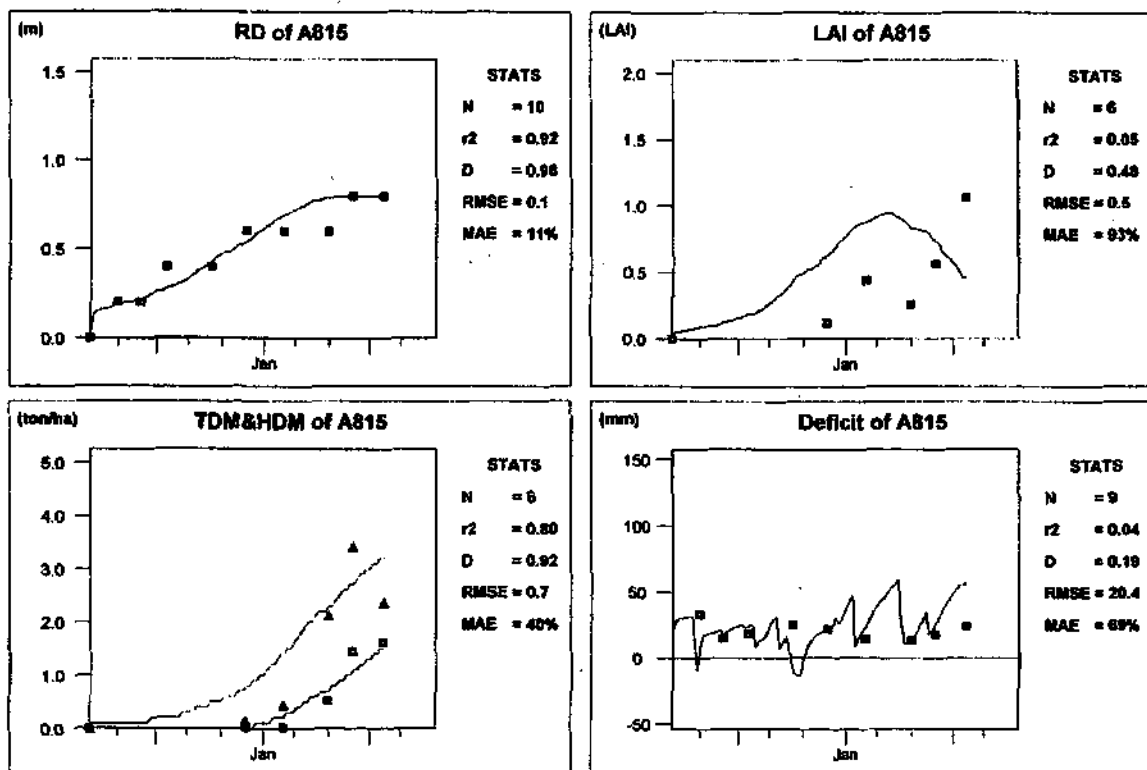 (m)
RD of A815
1.5
1.0
0.5
0.0
Jan
STATS
N = 10
r2 = 0.92
D = 0.96
RMSE = 0.1
MAE = 11%
(LAI)
LAI of A815
2.0
1.5
1.0
0.5
0.0
Jan
STATS
N = 6
r2 = 0.05
D = 0.48
RMSE = 0.5
MAE = 93%
(ton/ha)
TDM&HDM of A815
5.0
4.0
3.0
2.0
1.0
0.0
Jan
STATS
N = 6
r2 = 0.80
D = 0.92
RMSE = 0.7
MAE = 40%
(mm)
Deficit of A815
150
100
50
0
-50
Jan
STATS
N = 9
r2 = 0.04
D = 0.19
RMSE = 20.4
MAE = 69%